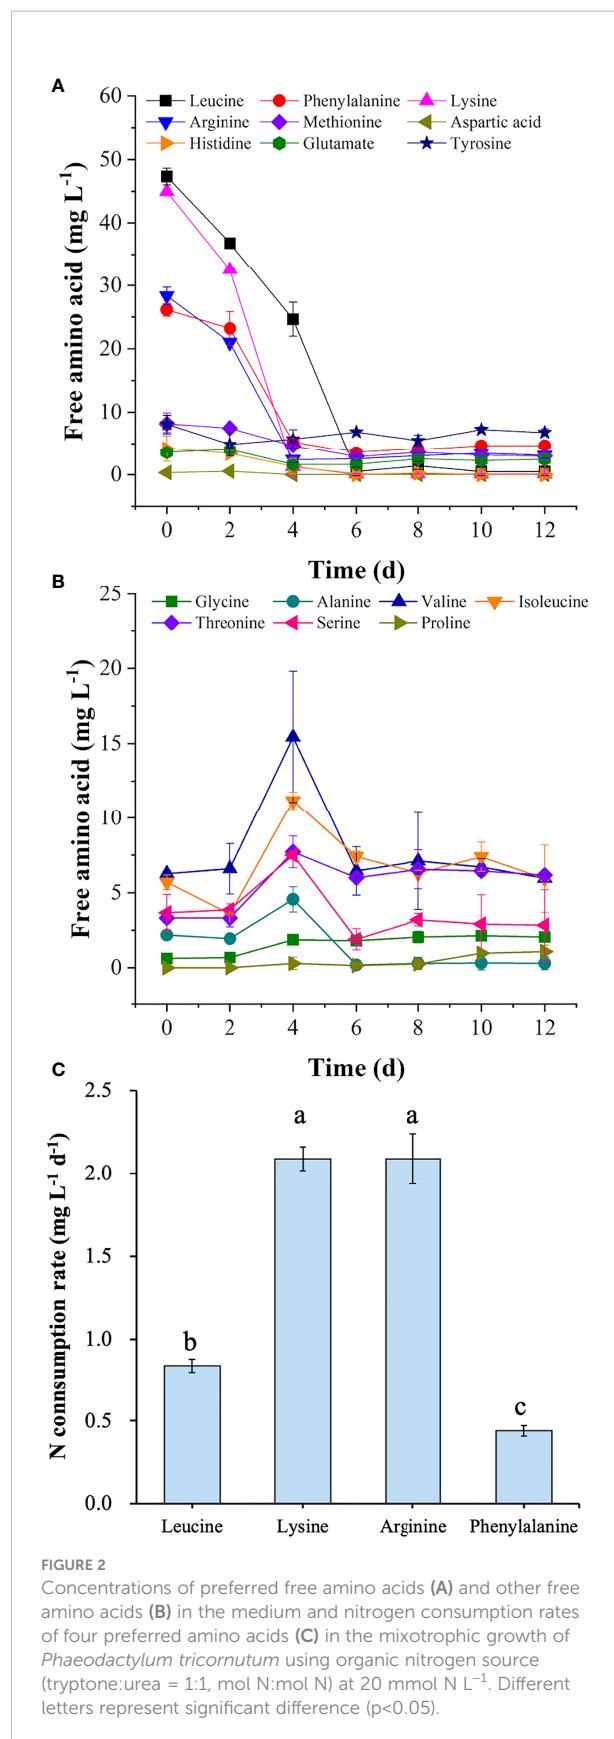 A
Leucine Phenylalanine Lysine
Arginine Methionine Aspartic acid
Histidine Glutamate Tyrosine
Free amino acid (mg L⁻¹)
60
50
40
30
20
10
0
0 2 4 6 8 10 12
Time (d)
B
Glycine Alanine Valine Isoleucine
Threonine Serine Proline
Free amino acid (mg L⁻¹)
25
20
15
10
5
0
0 2 4 6 8 10 12
Time (d)
C
N connsumption rate (mg L⁻¹ d⁻¹)
2.5
2.0
1.5
1.0
0.5
0.0
b
a
a
c
Leucine Lysine Arginine Phenylalanine
FIGURE 2
Concentrations of preferred free amino acids (A) and other free
amino acids (B) in the medium and nitrogen consumption rates
of four preferred amino acids (C) in the mixotrophic growth of
Phaeodactylum tricornutum using organic nitrogen source
(tryptone:urea = 1:1, mol N:mol N) at 20 mmol N L⁻¹. Different
letters represent significant difference (p<0.05).